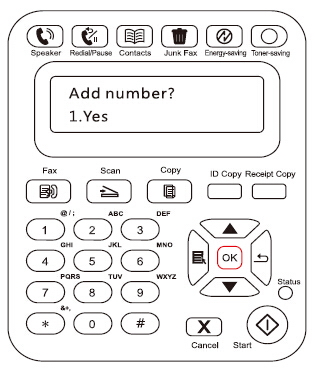 Speaker Redial/Pause Contacts Junk Fax Energy-saving Toner-saving
Add number?
1.Yes
Fax Scan Copy ID Copy Receipt Copy
@/; ABC DEF
1 2 3
GHI JKL MNO
4 5 6 OK
PQRS TUV WXYZ
7 8 9 Status
&+,
* 0 # X
Cancel Start